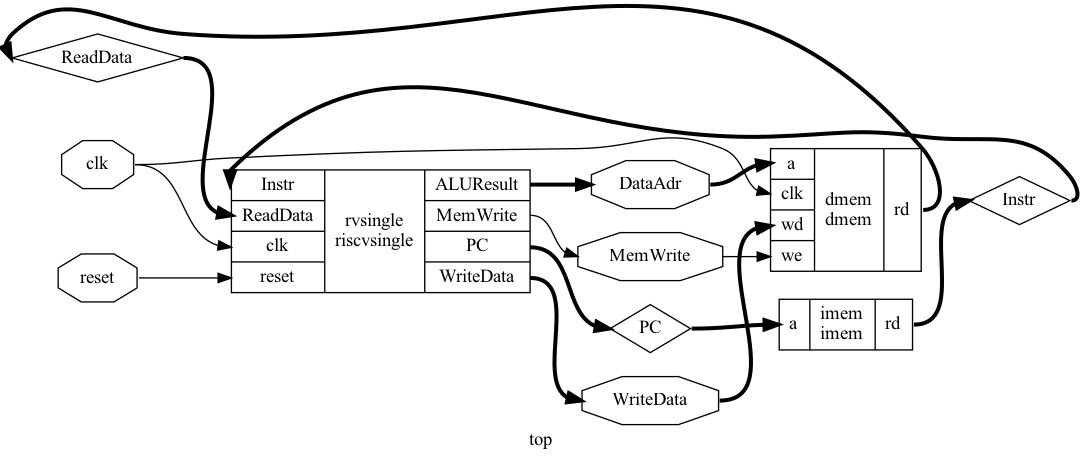 ReadData
clk
reset
Instr
ReadData
clk
reset
rvsingle
riscvsingle
ALUResult
MemWrite
PC
WriteData
DataAdr
MemWrite
PC
WriteData
a
clk
wd
we
dmem
dmem
rd
a
imem
imem
rd
Instr
top